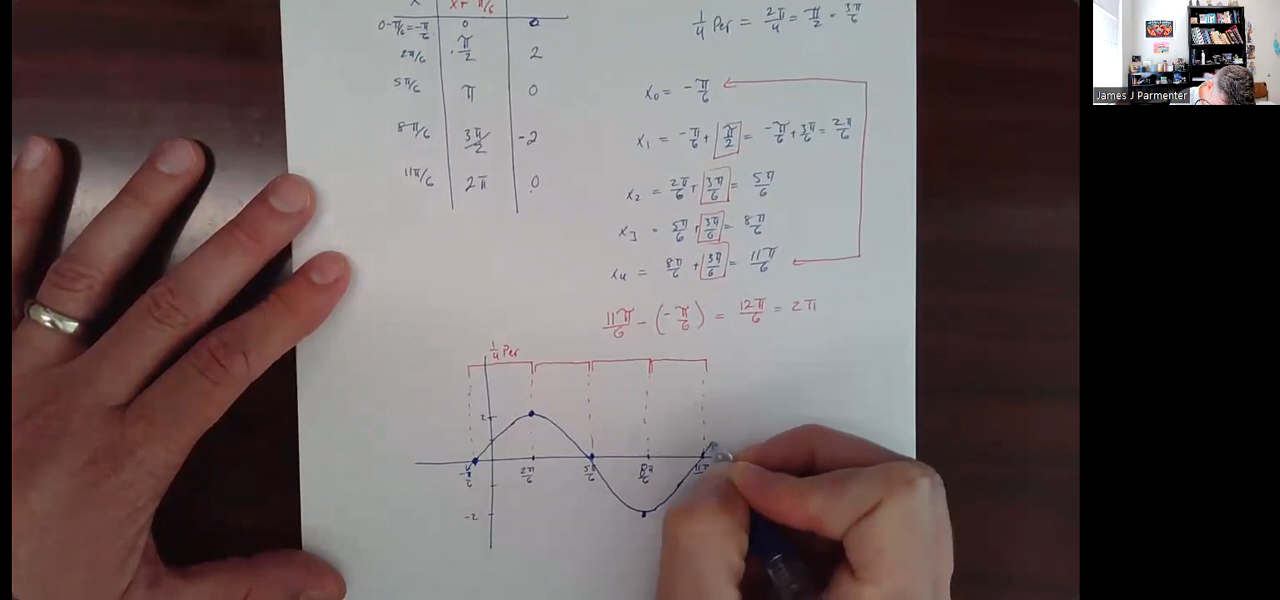 x
x + π/6
0-π/6 = -π/6
0
0
2π/6
π/2
2
5π/6
π
0
8π/6
3π/2
-2
11π/6
2π
0
1/4 Per = 2π/4 = π/2 = 3π/6
x₀ = -π/6
x₁ = -π/6 + π/2 = -π/6 + 3π/6 = 2π/6
x₂ = 2π/6 + 3π/6 = 5π/6
x₃ = 5π/6 + 3π/6 = 8π/6
x₄ = 8π/6 + 3π/6 = 11π/6
11π/6 - (-π/6) = 12π/6 = 2π
1/4 Per
2
-π/6
2π/6
5π/6
8π/6
-2
James J Parmenter